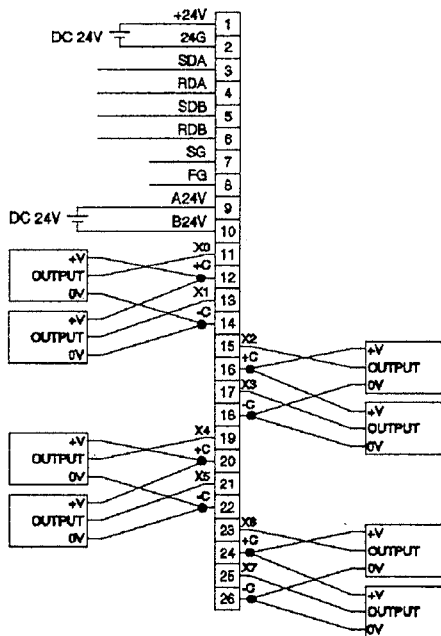 +24V 1
DC 24V
24G 2
SDA 3
RDA 4
SDB 5
RDB 6
SG 7
FG 8
A24V 9
DC 24V
B24V 10
+V X0 11
OUTPUT +C 12
0V X1 13
+V -C 14
OUTPUT
0V
15 X2 +V
16 +C OUTPUT
17 X3 0V
18 -C +V
OUTPUT
0V
+V X4 19
OUTPUT +C 20
0V X5 21
+V -C 22
OUTPUT
0V
23 X6 +V
24 +C OUTPUT
25 X7 0V
26 -C +V
OUTPUT
0V